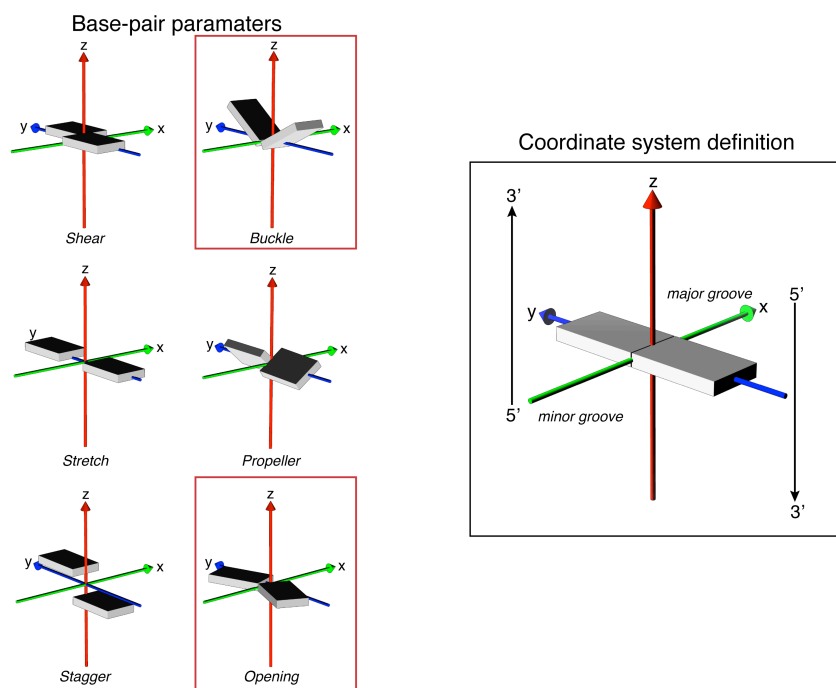 Base-pair paramaters
z
y
x
Shear
z
y
x
Buckle
z
y
x
Stretch
z
y
x
Propeller
z
y
x
Stagger
z
y
x
Opening
Coordinate system definition
3’
z
major groove
y
x
5’
5’
minor groove
3’